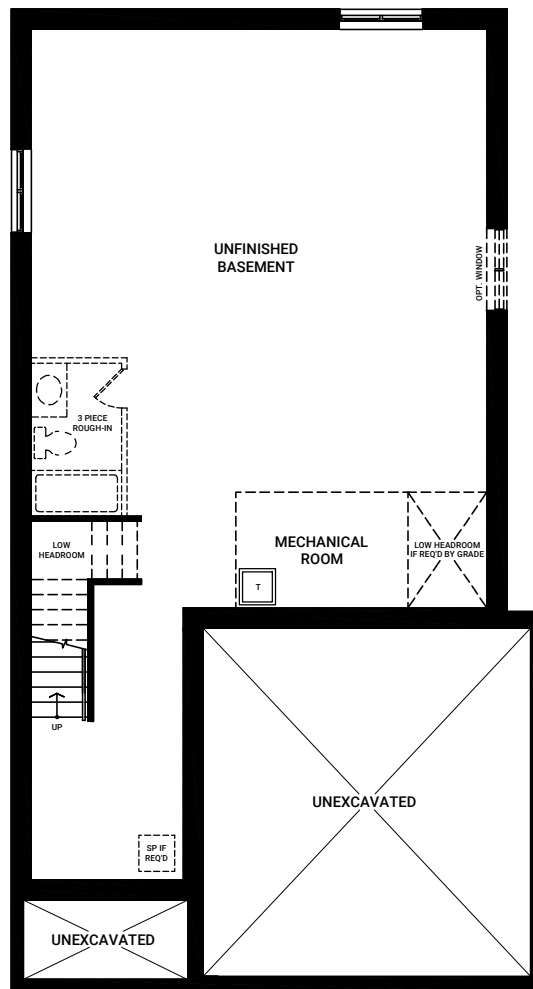 UNFINISHED
BASEMENT
OPT. WINDOW
3 PIECE
ROUGH-IN
LOW
HEADROOM
MECHANICAL
ROOM
LOW HEADROOM
IF REQ'D BY GRADE
T
UP
UNEXCAVATED
SP IF
REQ'D
UNEXCAVATED